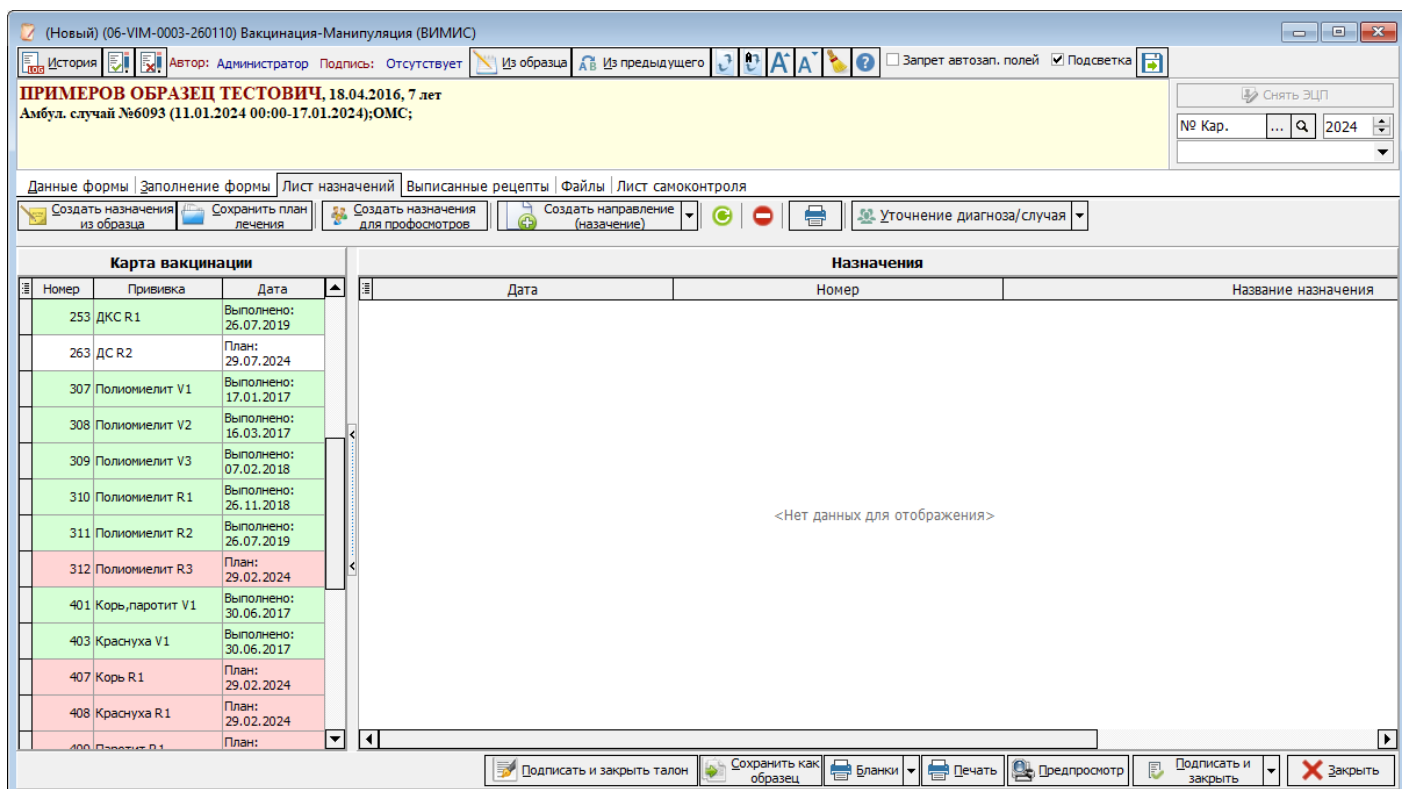 (Новый) (06-VIM-0003-260110) Вакцинация-Манипуляция (ВИМИС)
История Автор: Администратор Подпись: Отсутствует Из образца Из предыдущего Запрет автозап. полей Подсветка
ПРИМЕРОВ ОБРАЗЕЦ ТЕСТОВИЧ, 18.04.2016, 7 лет
Амбул. случай №6093 (11.01.2024 00:00-17.01.2024);ОМС;
Снять ЭЦП
№ Кар. ... 2024
Данные формы Заполнение формы Лист назначений Выписанные рецепты Файлы Лист самоконтроля
Создать назначения из образца
Сохранить план лечения
Создать назначения для профосмотров
Создать направление (назачение)
Уточнение диагноза/случая
Карта вакцинации
Номер Прививка Дата
253 ДКС R1 Выполнено: 26.07.2019
263 ДС R2 План: 29.07.2024
307 Полиомиелит V1 Выполнено: 17.01.2017
308 Полиомиелит V2 Выполнено: 16.03.2017
309 Полиомиелит V3 Выполнено: 07.02.2018
310 Полиомиелит R1 Выполнено: 26.11.2018
311 Полиомиелит R2 Выполнено: 26.07.2019
312 Полиомиелит R3 План: 29.02.2024
401 Корь,паротит V1 Выполнено: 30.06.2017
403 Краснуха V1 Выполнено: 30.06.2017
407 Корь R1 План: 29.02.2024
408 Краснуха R1 План: 29.02.2024
409 Паротит R1 План:
Назначения
Дата Номер Название назначения
<Нет данных для отображения>
Подписать и закрыть талон
Сохранить как образец
Бланки
Печать
Предпросмотр
Подписать и закрыть
Закрыть